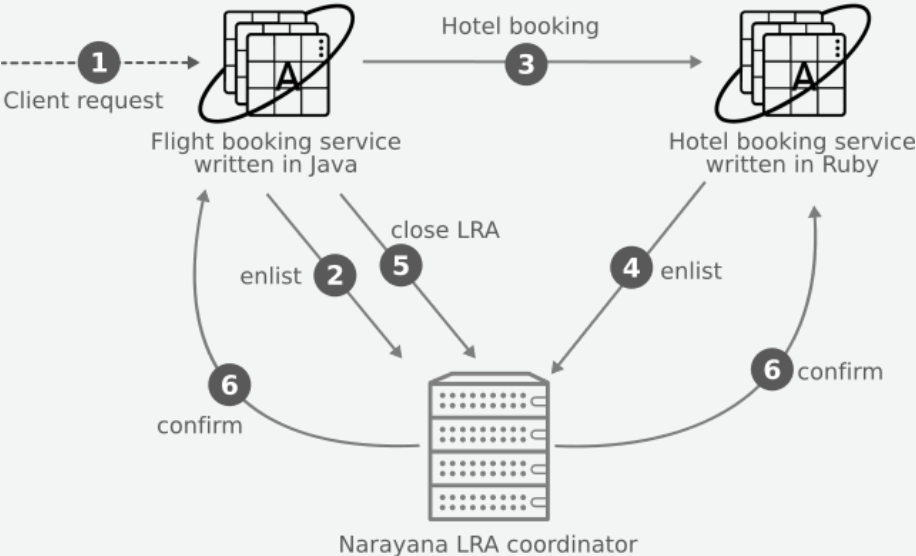 Hotel booking
1
3
A
A
Client request
Flight booking service
written in Java
Hotel booking service
written in Ruby
close LRA
enlist
2
5
4
enlist
6
confirm
6
confirm
Narayana LRA coordinator